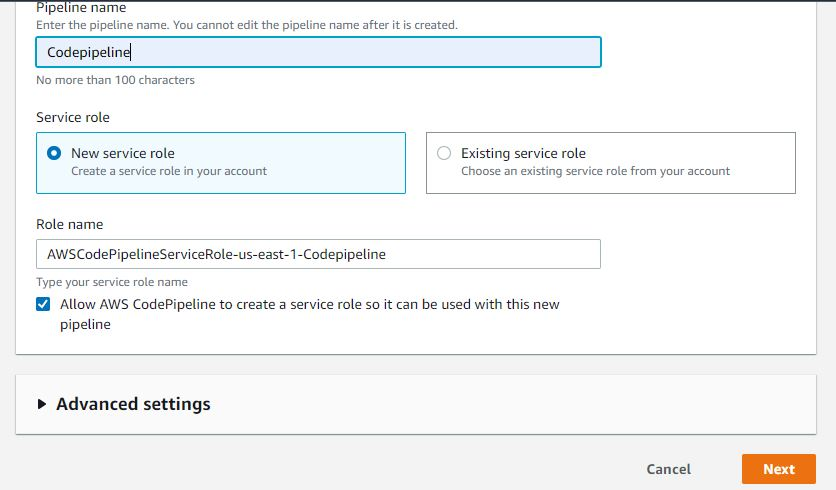 Pipeline name
Enter the pipeline name. You cannot edit the pipeline name after it is created.
Codepipeline
No more than 100 characters
Service role
New service role
Create a service role in your account
Existing service role
Choose an existing service role from your account
Role name
AWSCodePipelineServiceRole-us-east-1-Codepipeline
Type your service role name
Allow AWS CodePipeline to create a service role so it can be used with this new
pipeline
Advanced settings
Cancel
Next